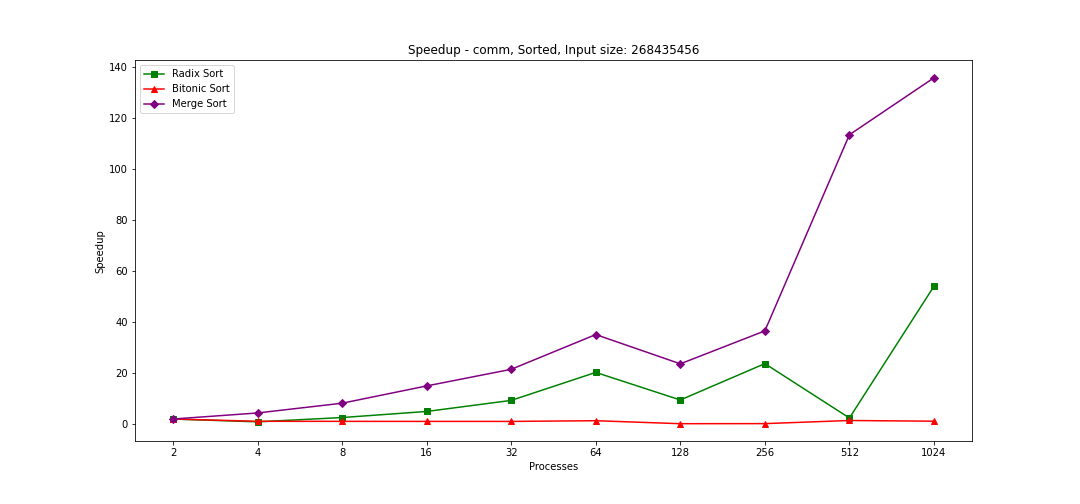 Speedup - comm, Sorted, Input size: 268435456
Radix Sort
Bitonic Sort
Merge Sort
140
120
100
80
60
40
20
0
Speedup
2 4 8 16 32 64 128 256 512 1024
Processes